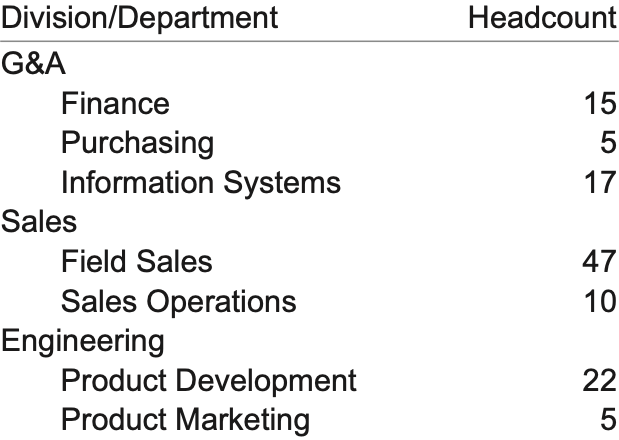 Division/Department Headcount
G&A
Finance 15
Purchasing 5
Information Systems 17
Sales
Field Sales 47
Sales Operations 10
Engineering
Product Development 22
Product Marketing 5